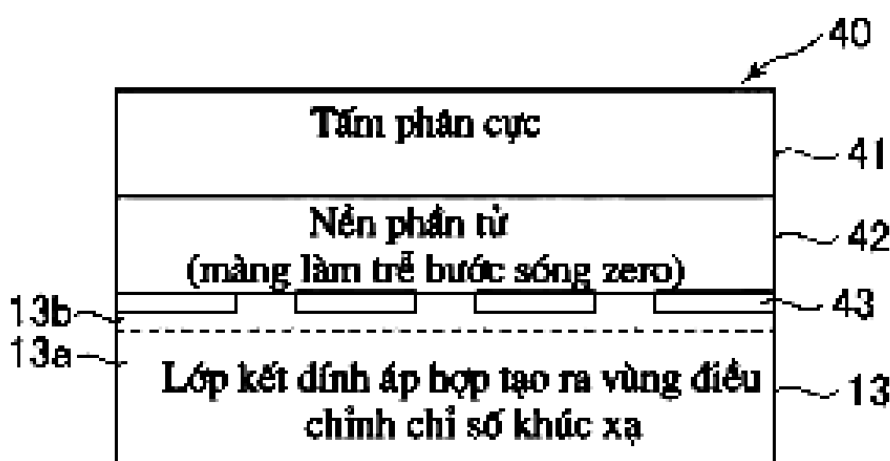 40
Tấm phân cực
41
Nền phần tử
42
(màng làm trễ bước sóng zero)
13b
43
13a
Lớp kết dính áp hợp tạo ra vùng điều
13
chỉnh chỉ số khúc xạ